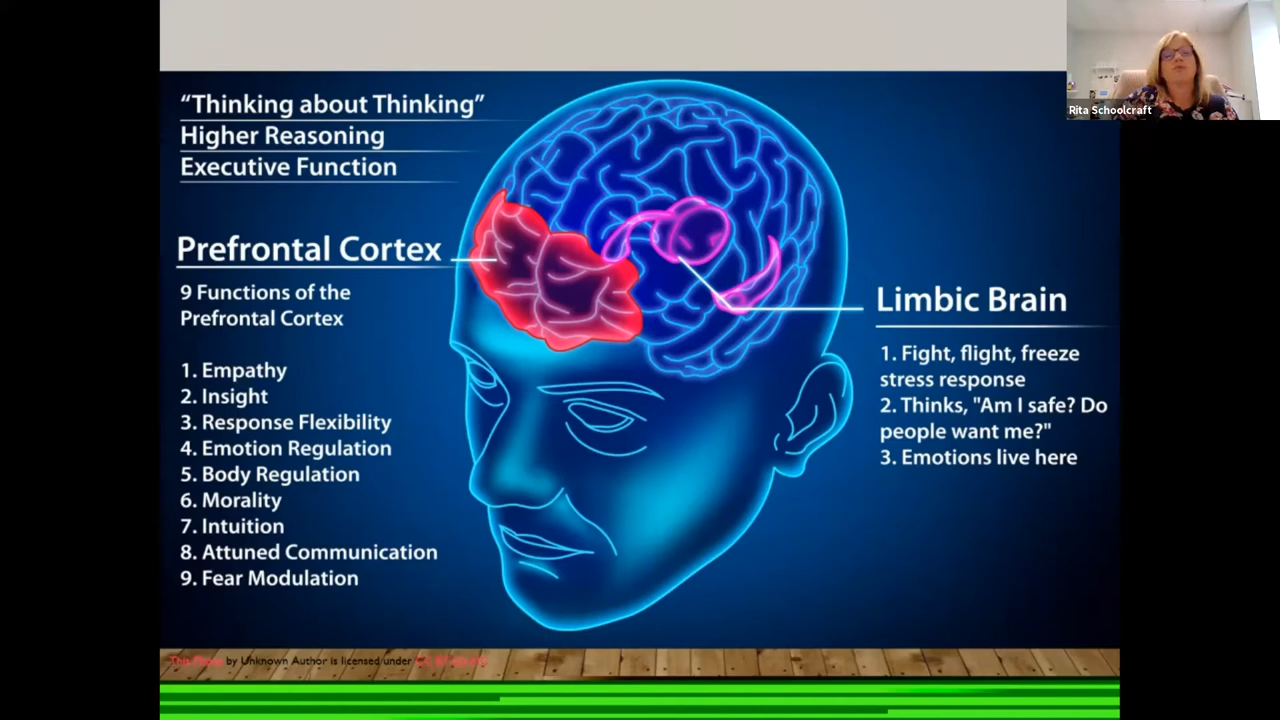 “Thinking about Thinking”
Higher Reasoning
Executive Function
Prefrontal Cortex
9 Functions of the
Prefrontal Cortex
1. Empathy
2. Insight
3. Response Flexibility
4. Emotion Regulation
5. Body Regulation
6. Morality
7. Intuition
8. Attuned Communication
9. Fear Modulation
Limbic Brain
1. Fight, flight, freeze
stress response
2. Thinks, "Am I safe? Do
people want me?"
3. Emotions live here
Rita Schoolcraft
This Photo by Unknown Author is licensed under